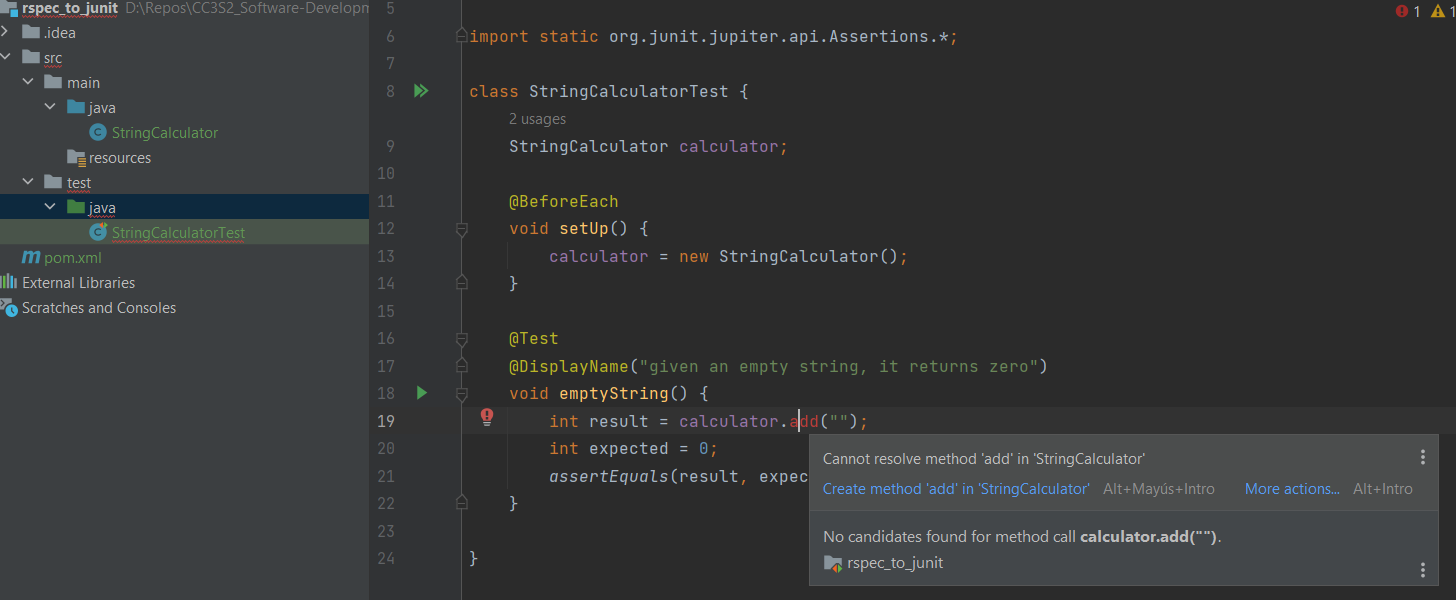 rspec_to_junit D:\Repos\CC3S2_Software-Developm
.idea
src
main
java
StringCalculator
resources
test
java
StringCalculatorTest
pom.xml
External Libraries
Scratches and Consoles
1 1
5
6 import static org.junit.jupiter.api.Assertions.*;
7
8 class StringCalculatorTest {
2 usages
9 StringCalculator calculator;
10
11 @BeforeEach
12 void setUp() {
13 calculator = new StringCalculator();
14 }
15
16 @Test
17 @DisplayName("given an empty string, it returns zero")
18 void emptyString() {
19 int result = calculator.add("");
20 int expected = 0;
21 assertEquals(result, expec
22 }
23
24 }
Cannot resolve method 'add' in 'StringCalculator'
Create method 'add' in 'StringCalculator' Alt+Mayús+Intro More actions... Alt+Intro
No candidates found for method call calculator.add("").
rspec_to_junit